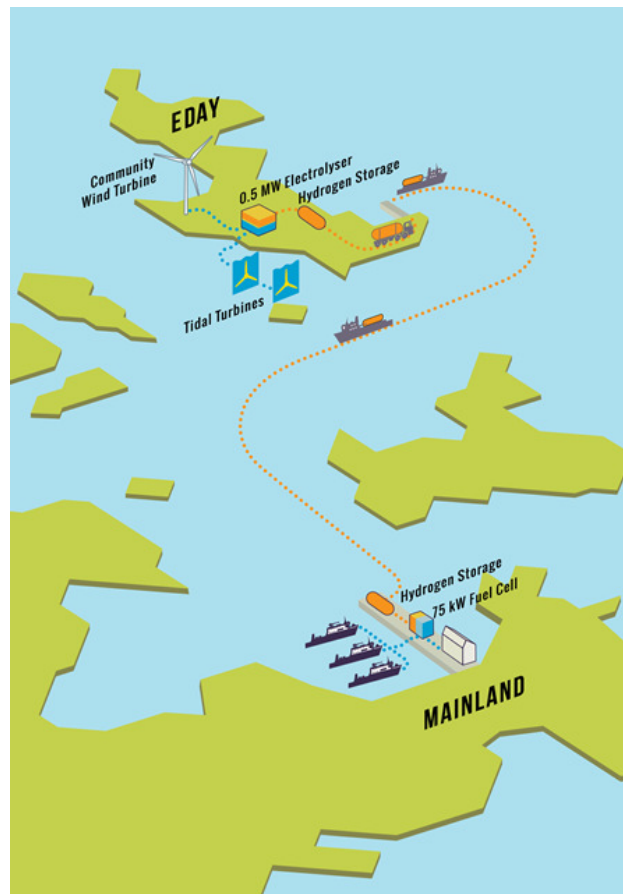 EDAY
Community
Wind Turbine
0.5 MW Electrolyser
Hydrogen Storage
Tidal Turbines
Hydrogen Storage
75 kW Fuel Cell
MAINLAND